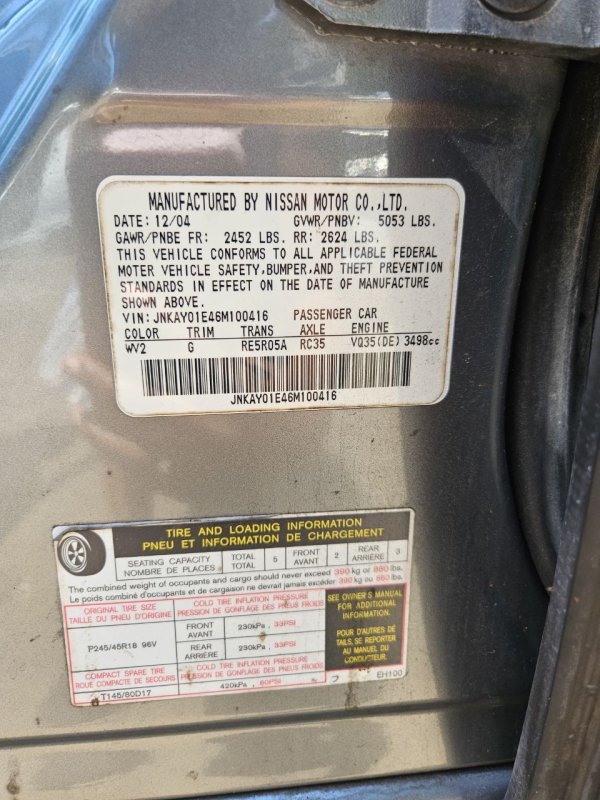 MANUFACTURED BY NISSAN MOTOR CO.,LTD.
DATE: 12/04 GVWR/PNBV: 5053 LBS.
GAWR/PNBE FR: 2452 LBS. RR: 2624 LBS.
THIS VEHICLE CONFORMS TO ALL APPLICABLE FEDERAL
MOTOR VEHICLE SAFETY,BUMPER,AND THEFT PREVENTION
STANDARDS IN EFFECT ON THE DATE OF MANUFACTURE
SHOWN ABOVE.
VIN: JNKAY01E46M100416 PASSENGER CAR
COLOR TRIM TRANS AXLE ENGINE
WV2 G RE5R05A RC35 VQ35(DE) 3498cc
JNKAY01E46M100416
TIRE AND LOADING INFORMATION
PNEU ET INFORMATION DE CHARGEMENT
SEATING CAPACITY TOTAL 5 FRONT 2 REAR 3
NOMBRE DE PLACES TOTAL AVANT ARRIÈRE
The combined weight of occupants and cargo should never exceed 390 kg or 860 lbs.
Le poids combiné des occupants et de cargaison ne devrait jamais excéder 390 kg ou 860 lbs.
ORIGINAL TIRE SIZE COLD TIRE INFLATION PRESSURE
TAILLE DU PNEU D'ORIGINE PRESSION DE GONFLAGE DES PNEUS FROIDS
P245/45R18 96V
FRONT 230kPa , 33PSI
AVANT
REAR 230kPa , 33PSI
ARRIÈRE
COMPACT SPARE TIRE COLD TIRE INFLATION PRESSURE
ROUE COMPACTE DE SECOURS PRESSION DE GONFLAGE DES PNEUS FROIDS
T145/80D17 420kPa , 60PSI
SEE OWNER'S MANUAL
FOR ADDITIONAL
INFORMATION.
POUR D'AUTRES DE
TAILS, SE REPORTER
AU MANUEL DU
CONDUCTEUR.
EH100